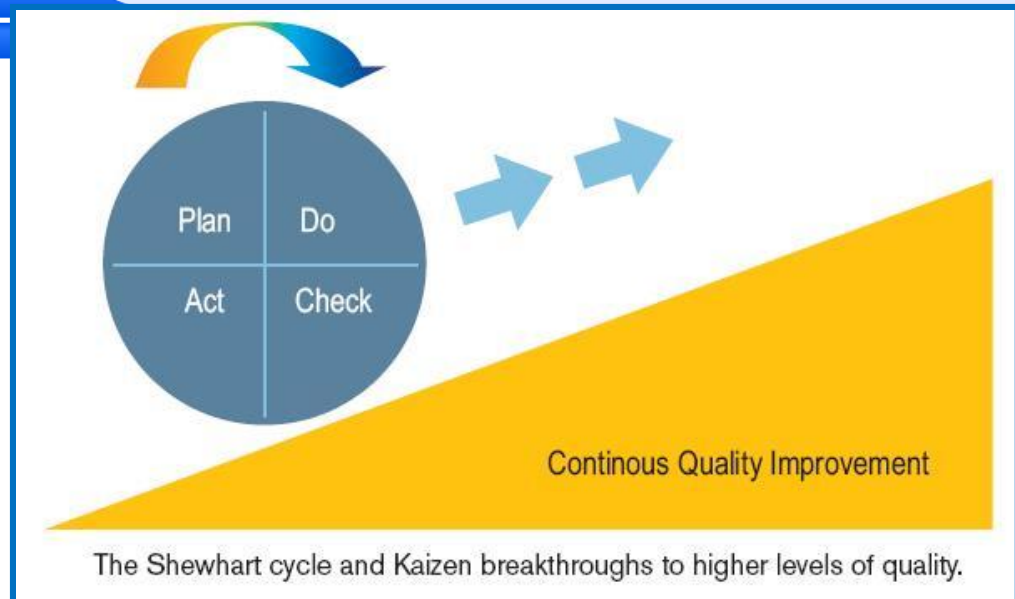 Plan Do
Act Check
Continous Quality Improvement
The Shewhart cycle and Kaizen breakthroughs to higher levels of quality.